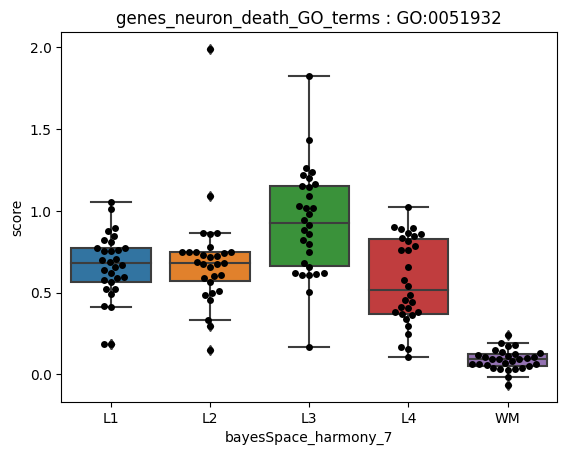 genes_neuron_death_GO_terms : GO:0051932
2.0
1.5
1.0
0.5
0.0
score
L1 L2 L3 L4 WM
bayesSpace_harmony_7